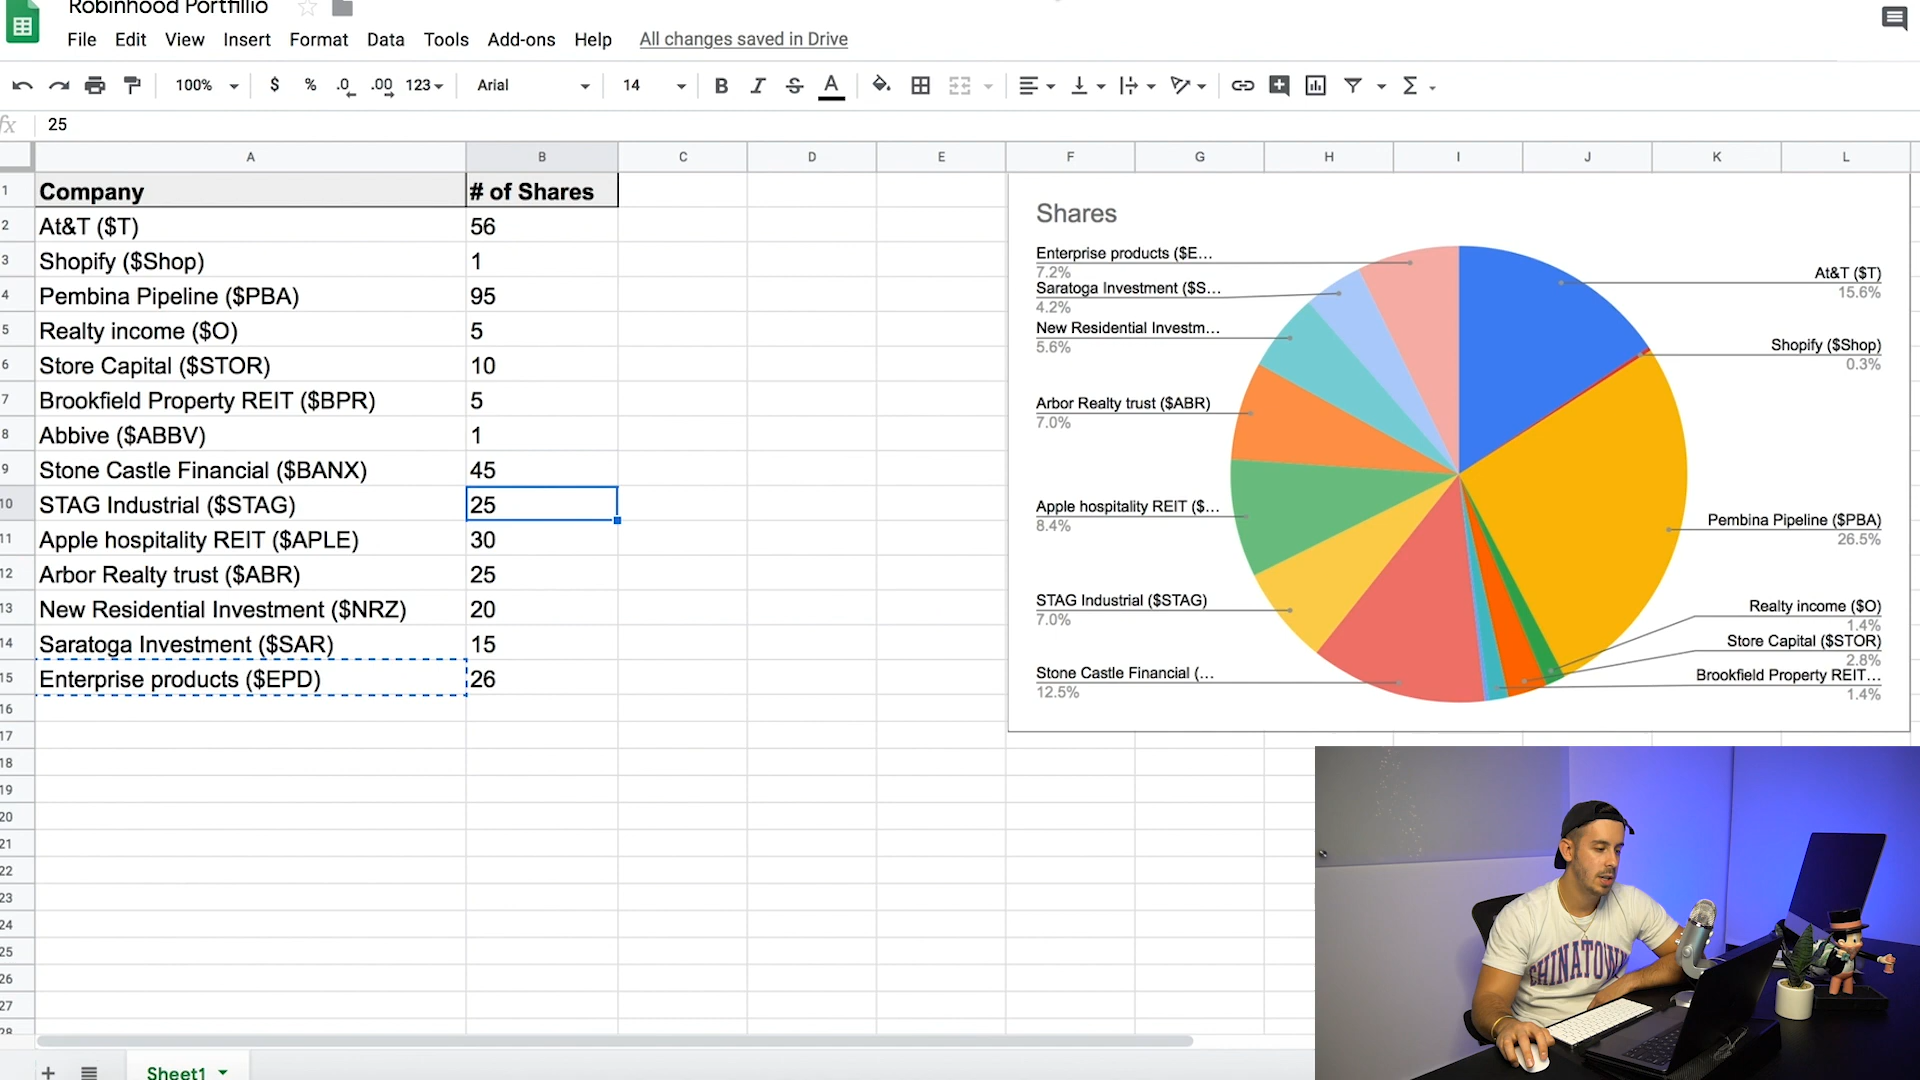 Robinhood Portfillio
File Edit View Insert Format Data Tools Add-ons Help All changes saved in Drive
100% $ % .0 .00 123 Arial 14 B I S A
fx 25
A B C D E F G H I J K L
1 Company # of Shares
2 At&T ($T) 56
3 Shopify ($Shop) 1
4 Pembina Pipeline ($PBA) 95
5 Realty income ($O) 5
6 Store Capital ($STOR) 10
7 Brookfield Property REIT ($BPR) 5
8 Abbive ($ABBV) 1
9 Stone Castle Financial ($BANX) 45
10 STAG Industrial ($STAG) 25
11 Apple hospitality REIT ($APLE) 30
12 Arbor Realty trust ($ABR) 25
13 New Residential Investment ($NRZ) 20
14 Saratoga Investment ($SAR) 15
15 Enterprise products ($EPD) 26
16
17
18
19
20
21
22
23
24
25
26
27
28
Shares
Enterprise products ($E...
7.2%
Saratoga Investment ($S...
4.2%
New Residential Investm...
5.6%
Arbor Realty trust ($ABR)
7.0%
Apple hospitality REIT ($...
8.4%
STAG Industrial ($STAG)
7.0%
Stone Castle Financial (...
12.5%
At&T ($T)
15.6%
Shopify ($Shop)
0.3%
Pembina Pipeline ($PBA)
26.5%
Realty income ($O)
1.4%
Store Capital ($STOR)
2.8%
Brookfield Property REIT...
1.4%
CHINATOWN
Sheet1